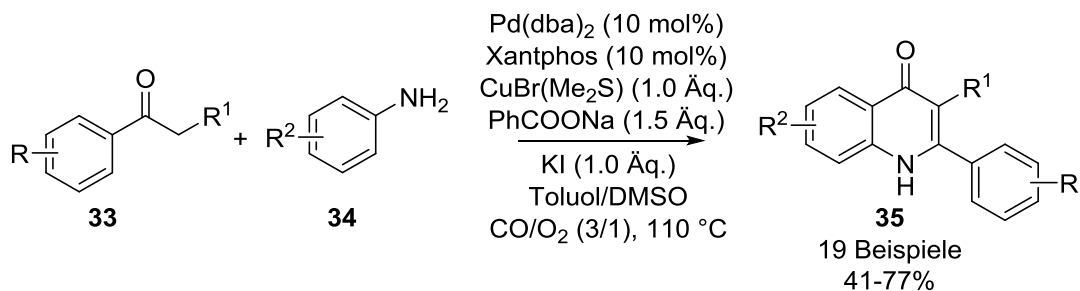 Pd(dba)₂ (10 mol%)
Xantphos (10 mol%)
CuBr(Me₂S) (1.0 Äq.)
PhCOONa (1.5 Äq.)
KI (1.0 Äq.)
Toluol/DMSO
CO/O₂ (3/1), 110 °C
O
R¹
R
33
+
NH₂
R²
34
O
R¹
R²
N
H
R
35
19 Beispiele
41-77%